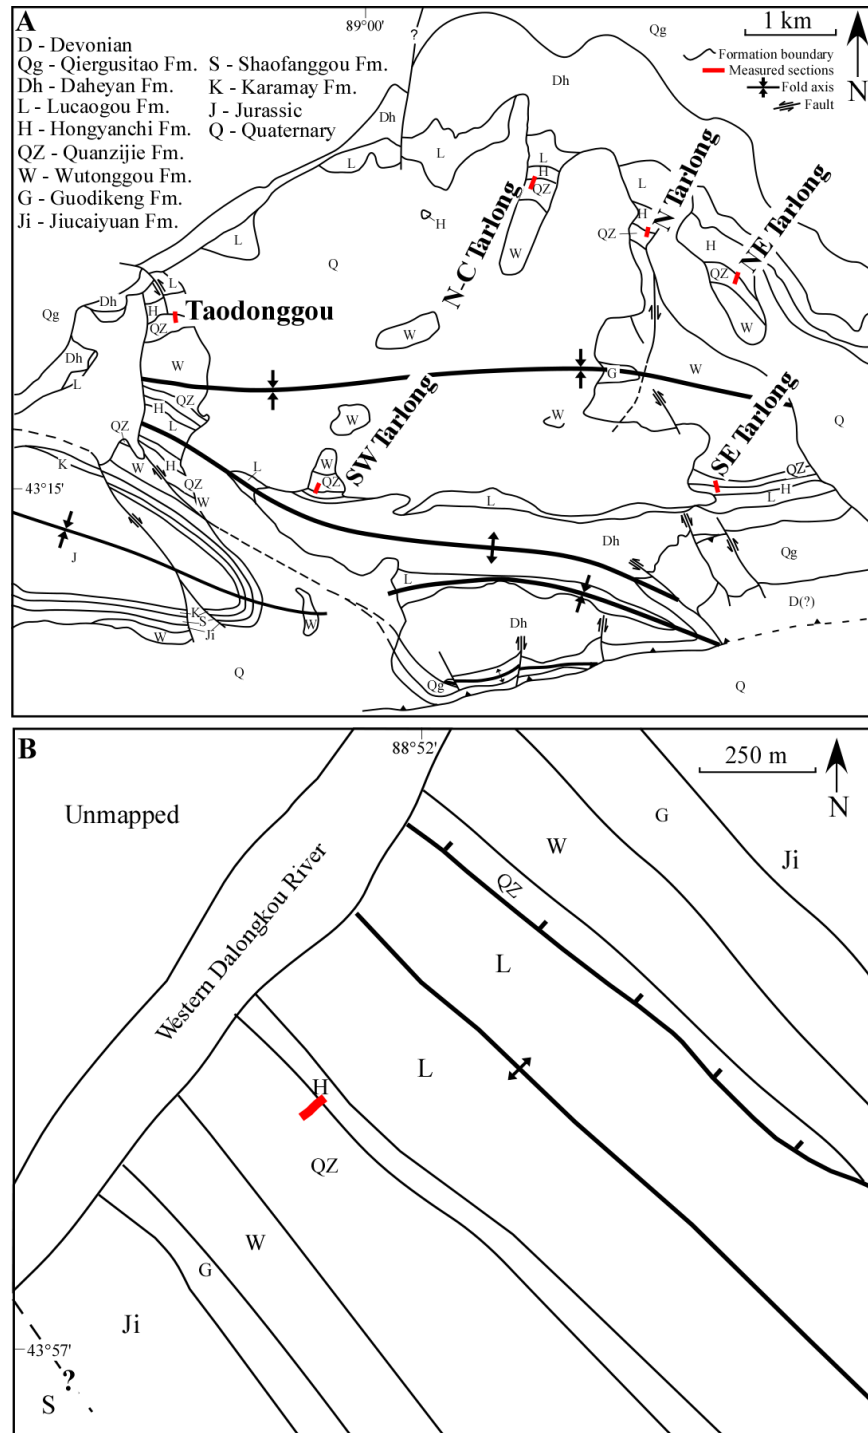 A
89°00'
1 km
N
D - Devonian
Qg - Qiergusitao Fm.
Dh - Daheyan Fm.
L - Lucaogou Fm.
H - Hongyanchi Fm.
QZ - Quanzijie Fm.
W - Wutonggou Fm.
G - Guodikeng Fm.
Ji - Jiucaiyuan Fm.
S - Shaofanggou Fm.
K - Karamay Fm.
J - Jurassic
Q - Quaternary
Formation boundary
Measured sections
Fold axis
Fault
?
Qg
Qg
Dh
Dh
Dh
L
L
L
H
QZ
W
N-C Tarlong
H
L
H
QZ
N Tarlong
H
QZ
W
NE Tarlong
L
Q
Qg
Dh
L
H
QZ
Taodonggou
Dh
L
W
W
G
W
Q
QZ
H
L
QZ
W
W
SW Tarlong
W
QZ
SE Tarlong
QZ
H
L
K
W
H
QZ
W
L
43°15'
L
Dh
Qg
J
L
D(?)
K
S
Ji
W
W
Dh
Q
Qg
Q
B
88°52'
250 m
N
Unmapped
Western Dalongkou River
G
W
Ji
QZ
L
L
H
QZ
W
G
Ji
43°57'
?
S